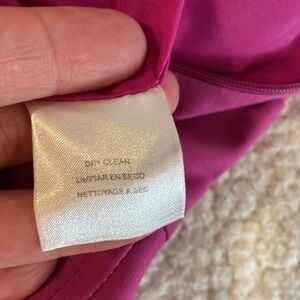 DRY CLEAN
LIMPIAR EN SECO
NETTOYAGE A SEC